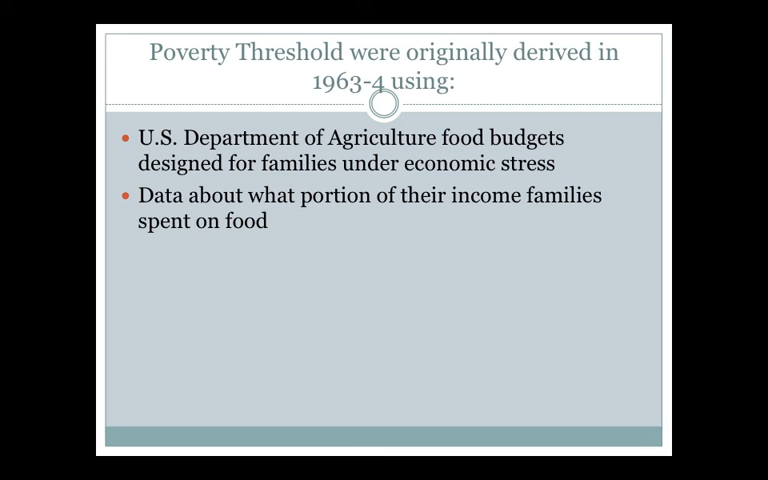 Poverty Threshold were originally derived in
1963-4 using:
• U.S. Department of Agriculture food budgets
designed for families under economic stress
• Data about what portion of their income families
spent on food